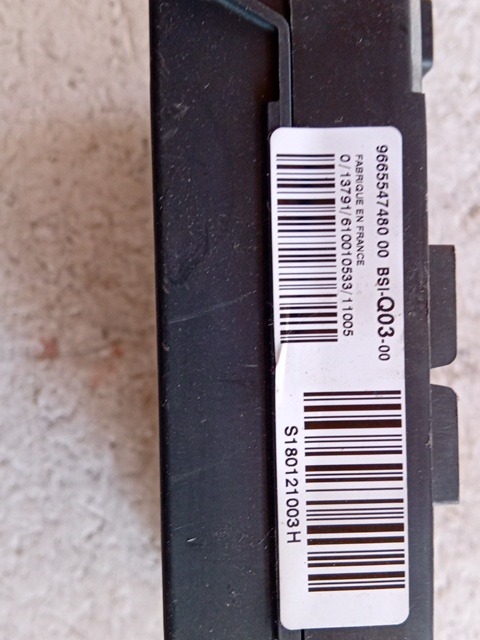 9665547480 00 BSI-Q03-00
FABRIQUE EN FRANCE
0/13791/610010533/11005
S180121003H